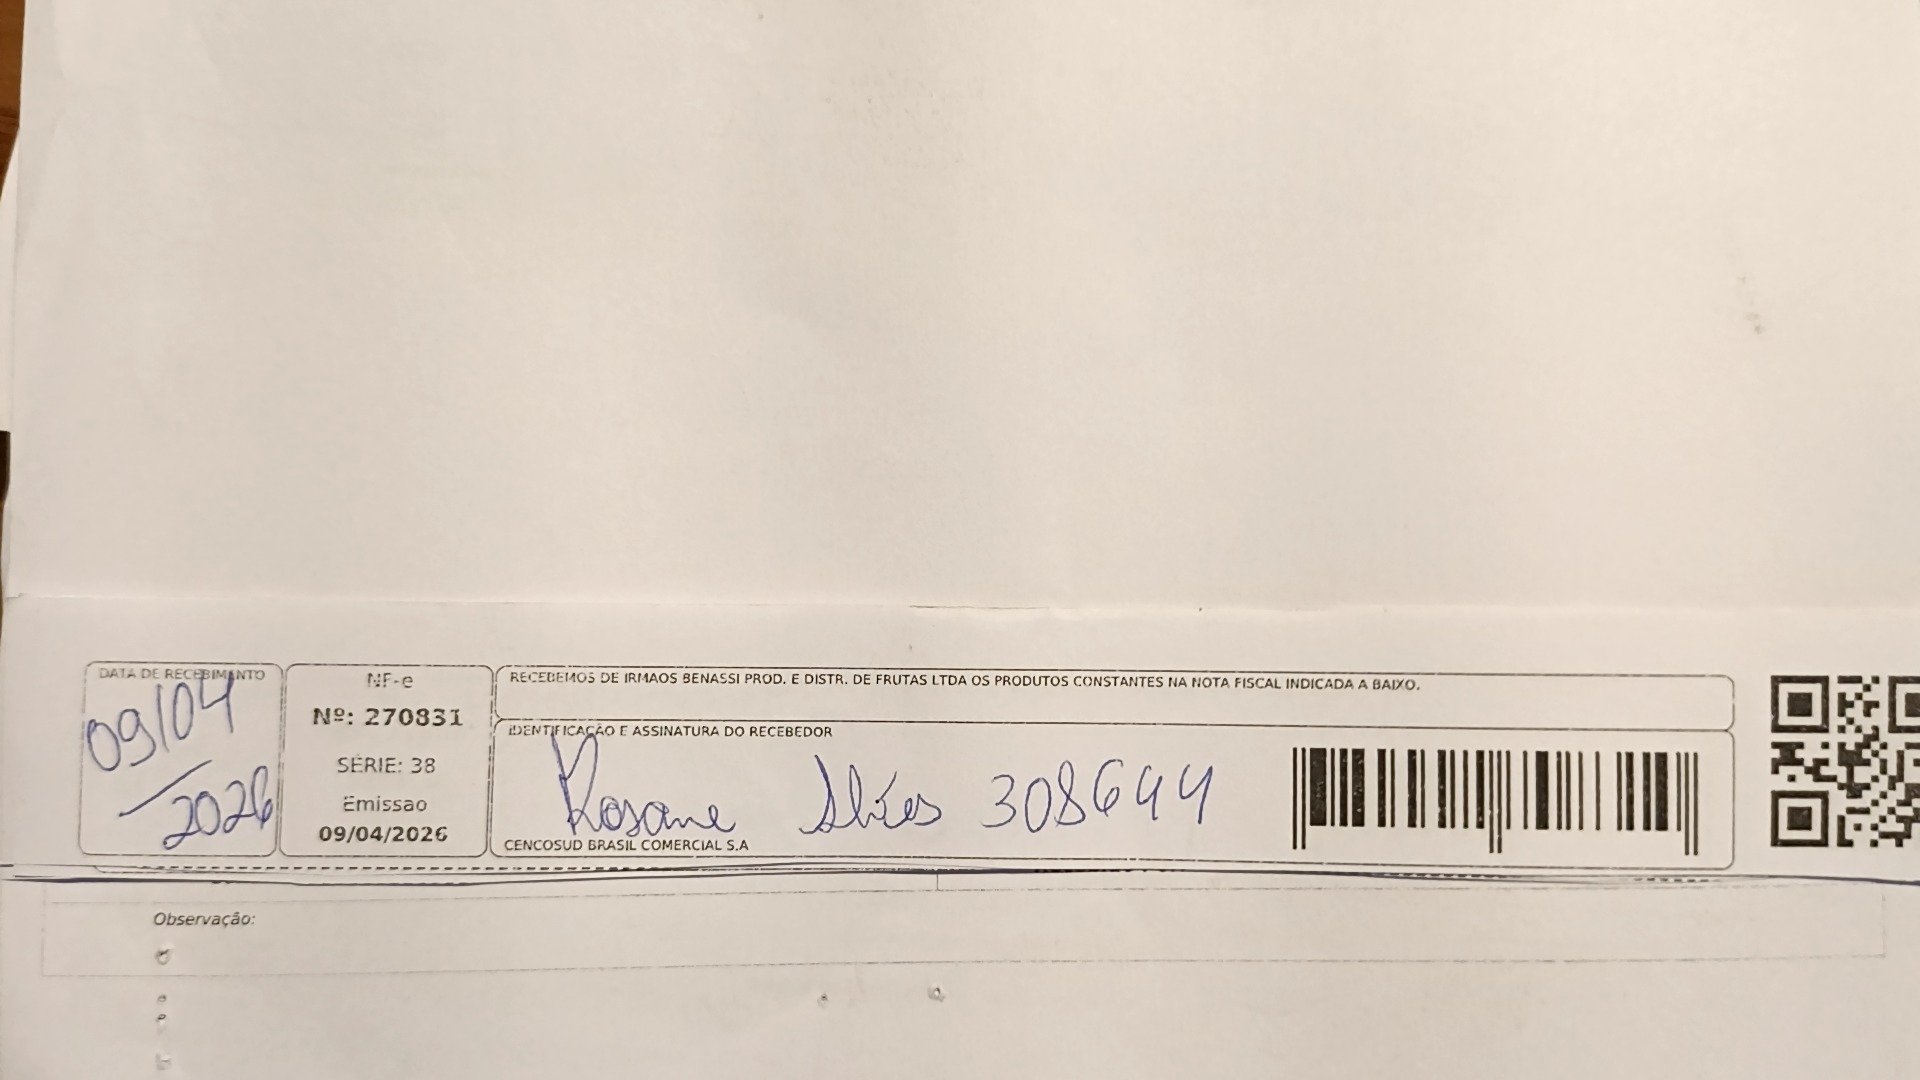 DATA DE RECEBIMENTO
09/04
/2026
NF-e
Nº: 270831
SÉRIE: 38
Emissao
09/04/2026
RECEBEMOS DE IRMAOS BENASSI PROD. E DISTR. DE FRUTAS LTDA OS PRODUTOS CONSTANTES NA NOTA FISCAL INDICADA A BAIXO.
IDENTIFICAÇÃO E ASSINATURA DO RECEBEDOR
Rosane
CENCOSUD BRASIL COMERCIAL S.A
Observação: